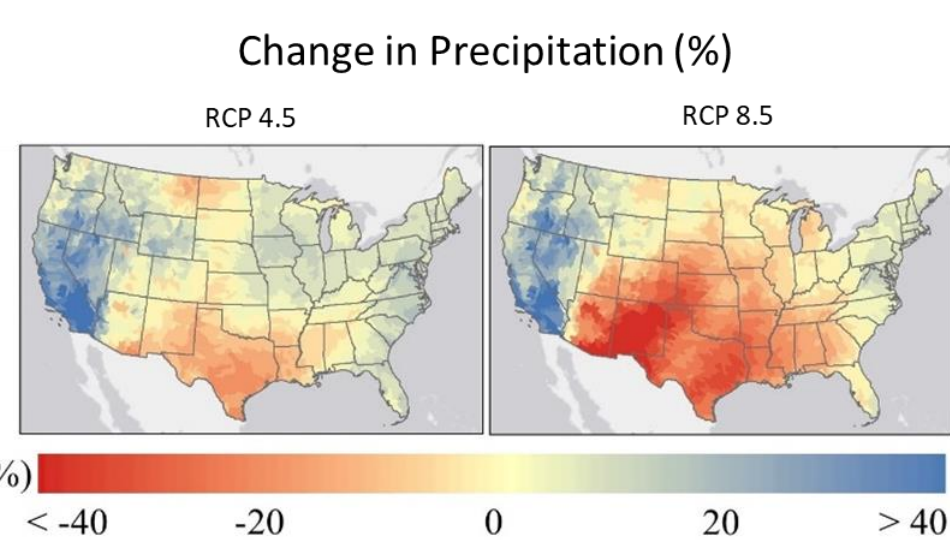 Change in Precipitation (%)
RCP 4.5
RCP 8.5
%)
< -40 -20 0 20 > 40